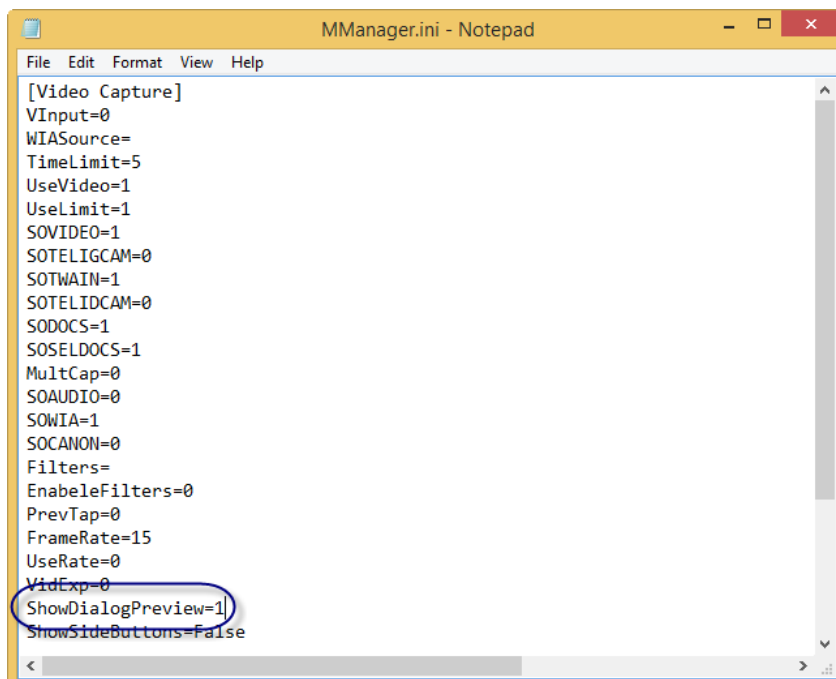 MManager.ini - Notepad
File Edit Format View Help
[Video Capture]
VInput=0
WIASource=
TimeLimit=5
UseVideo=1
UseLimit=1
SOVIDEO=1
SOTELIGCAM=0
SOTWAIN=1
SOTELIDCAM=0
SODOCS=1
SOSELDOCS=1
MultCap=0
SOAUDIO=0
SOWIA=1
SOCANON=0
Filters=
EnabeleFilters=0
PrevTap=0
FrameRate=15
UseRate=0
VidExp=0
ShowDialogPreview=1
ShowSideButtons=False